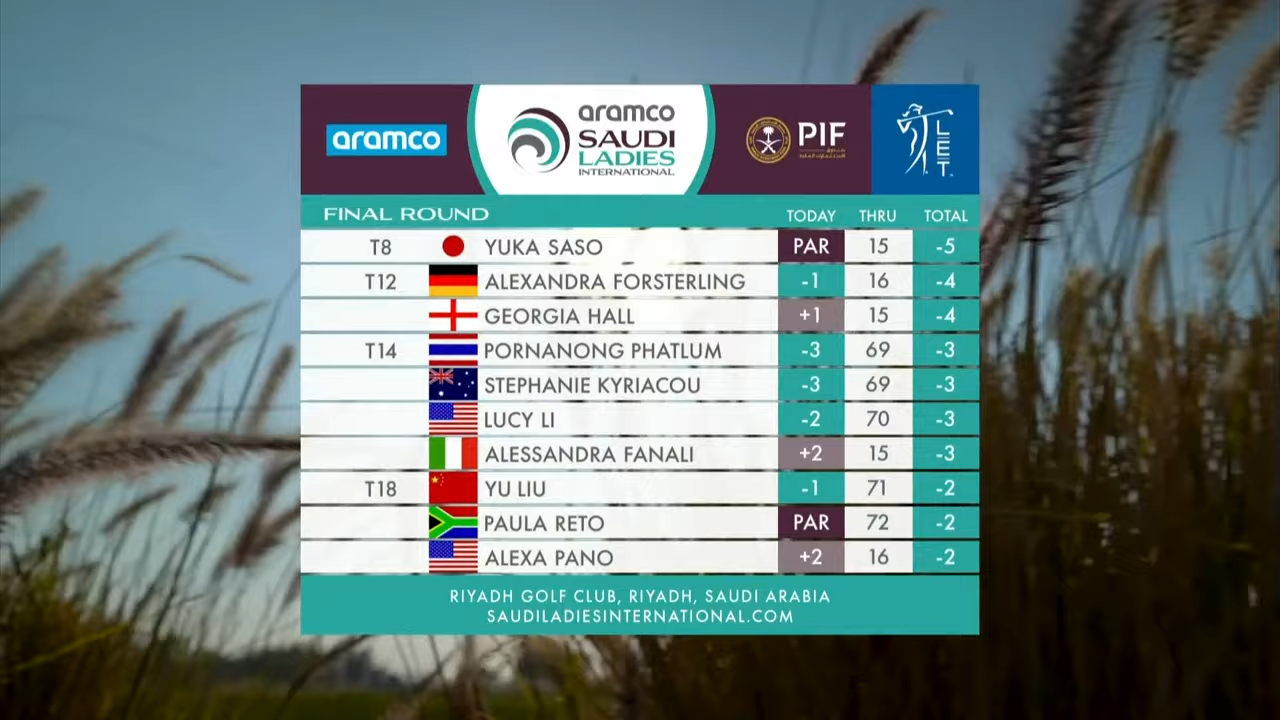 aramco
aramco
SAUDI
LADIES
INTERNATIONAL
PIF
LET
FINAL ROUND TODAY THRU TOTAL
T8 YUKA SASO PAR 15 -5
T12 ALEXANDRA FORSTERLING -1 16 -4
GEORGIA HALL +1 15 -4
T14 PORNANONG PHATLUM -3 69 -3
STEPHANIE KYRIACOU -3 69 -3
LUCY LI -2 70 -3
ALESSANDRA FANALI +2 15 -3
T18 YU LIU -1 71 -2
PAULA RETO PAR 72 -2
ALEXA PANO +2 16 -2
RIYADH GOLF CLUB, RIYADH, SAUDI ARABIA
SAUDILADIESINTERNATIONAL.COM